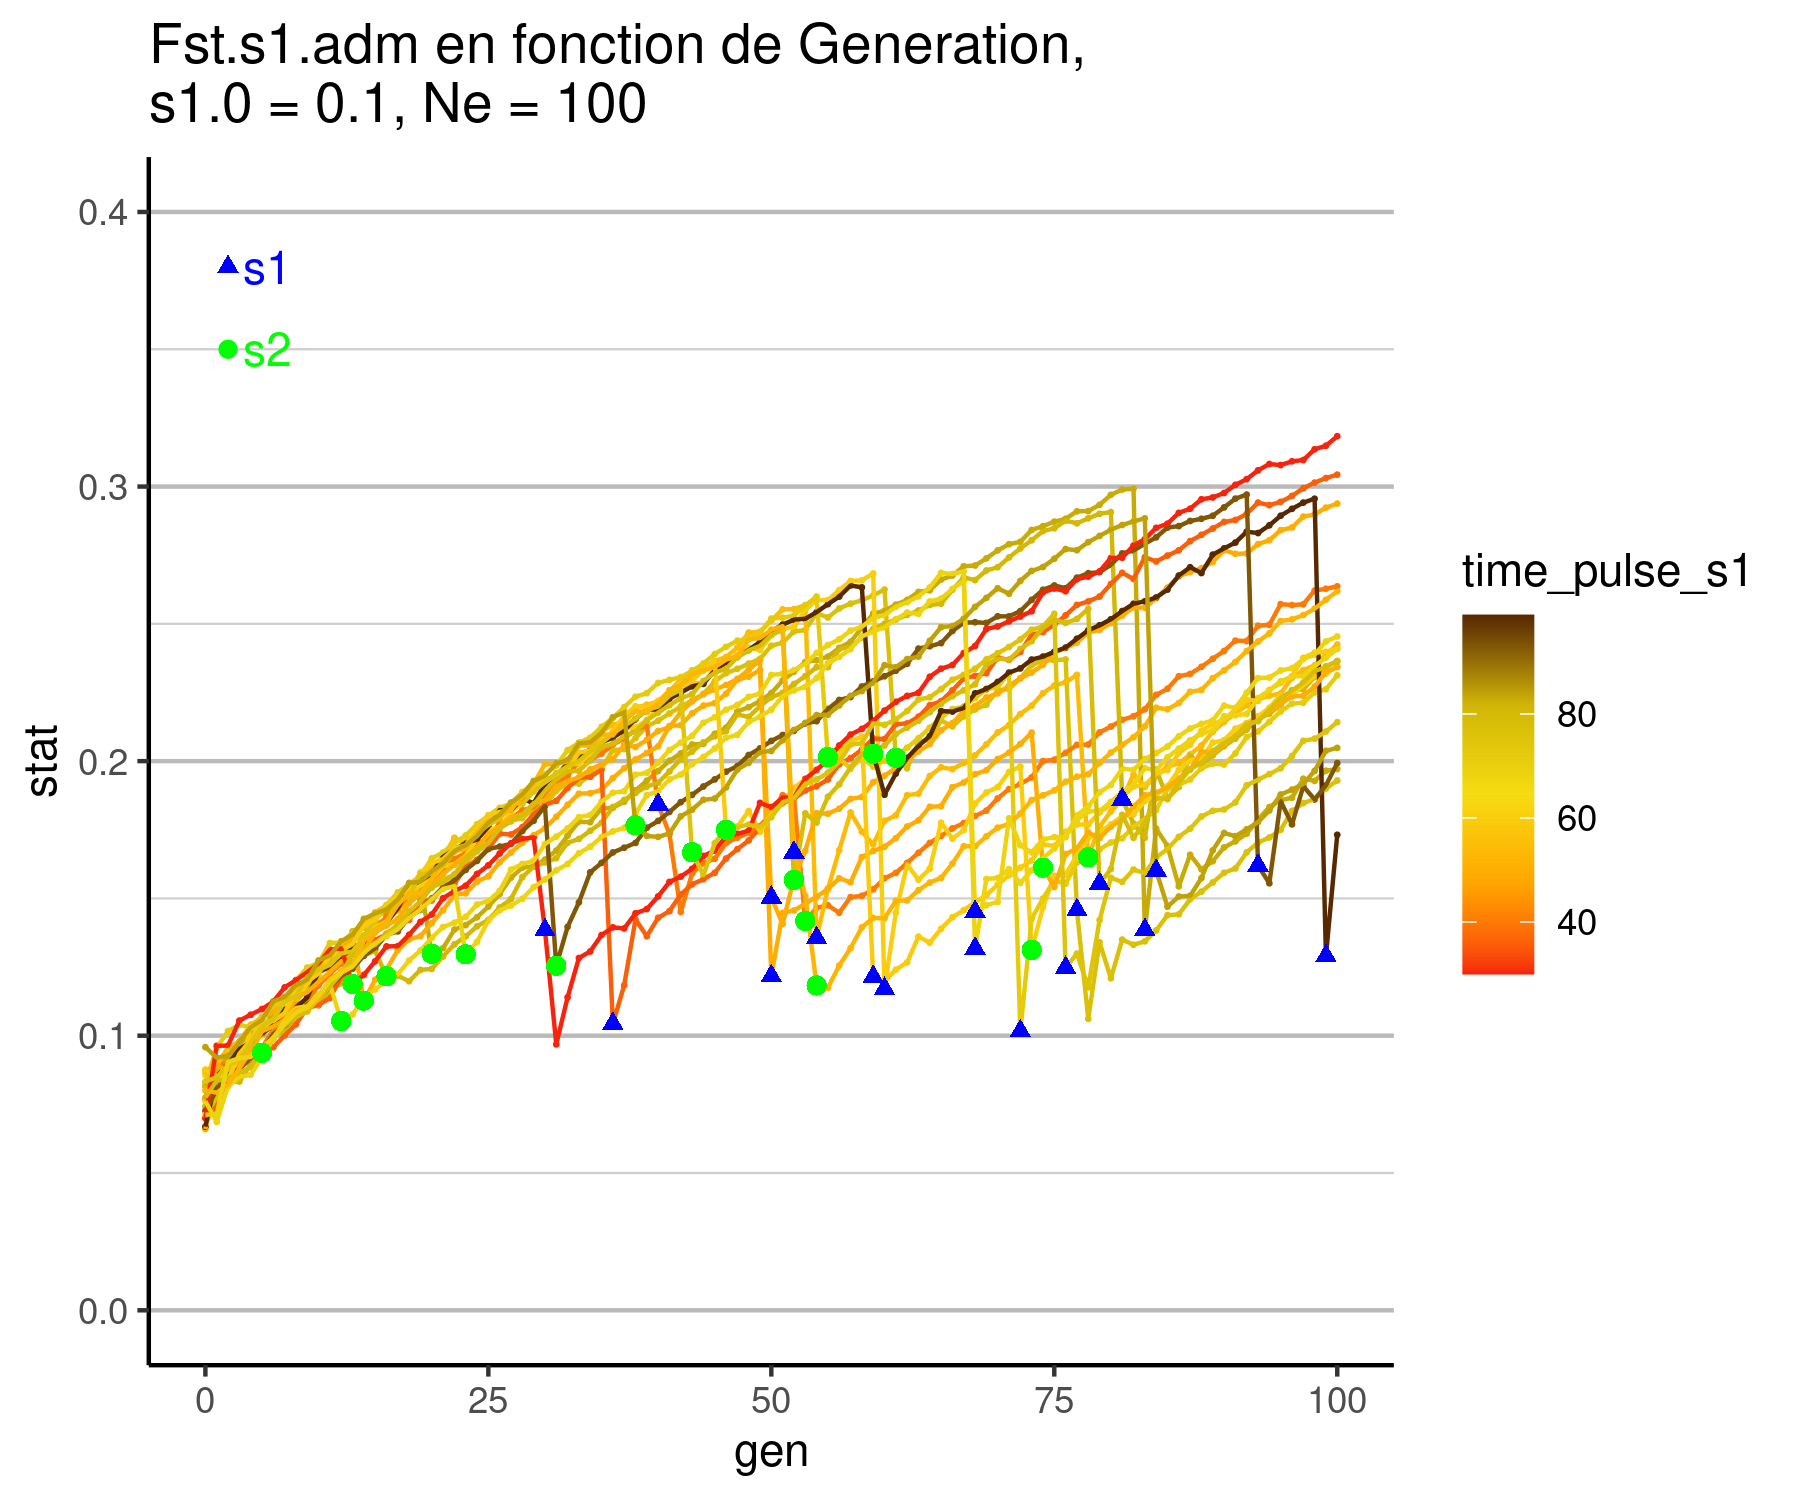 Fst.s1.adm en fonction de Generation,
s1.0 = 0.1, Ne = 100
0.4
s1
s2
0.3
0.2
0.1
0.0
stat
0
25
50
75
100
gen
time_pulse_s1
80
60
40